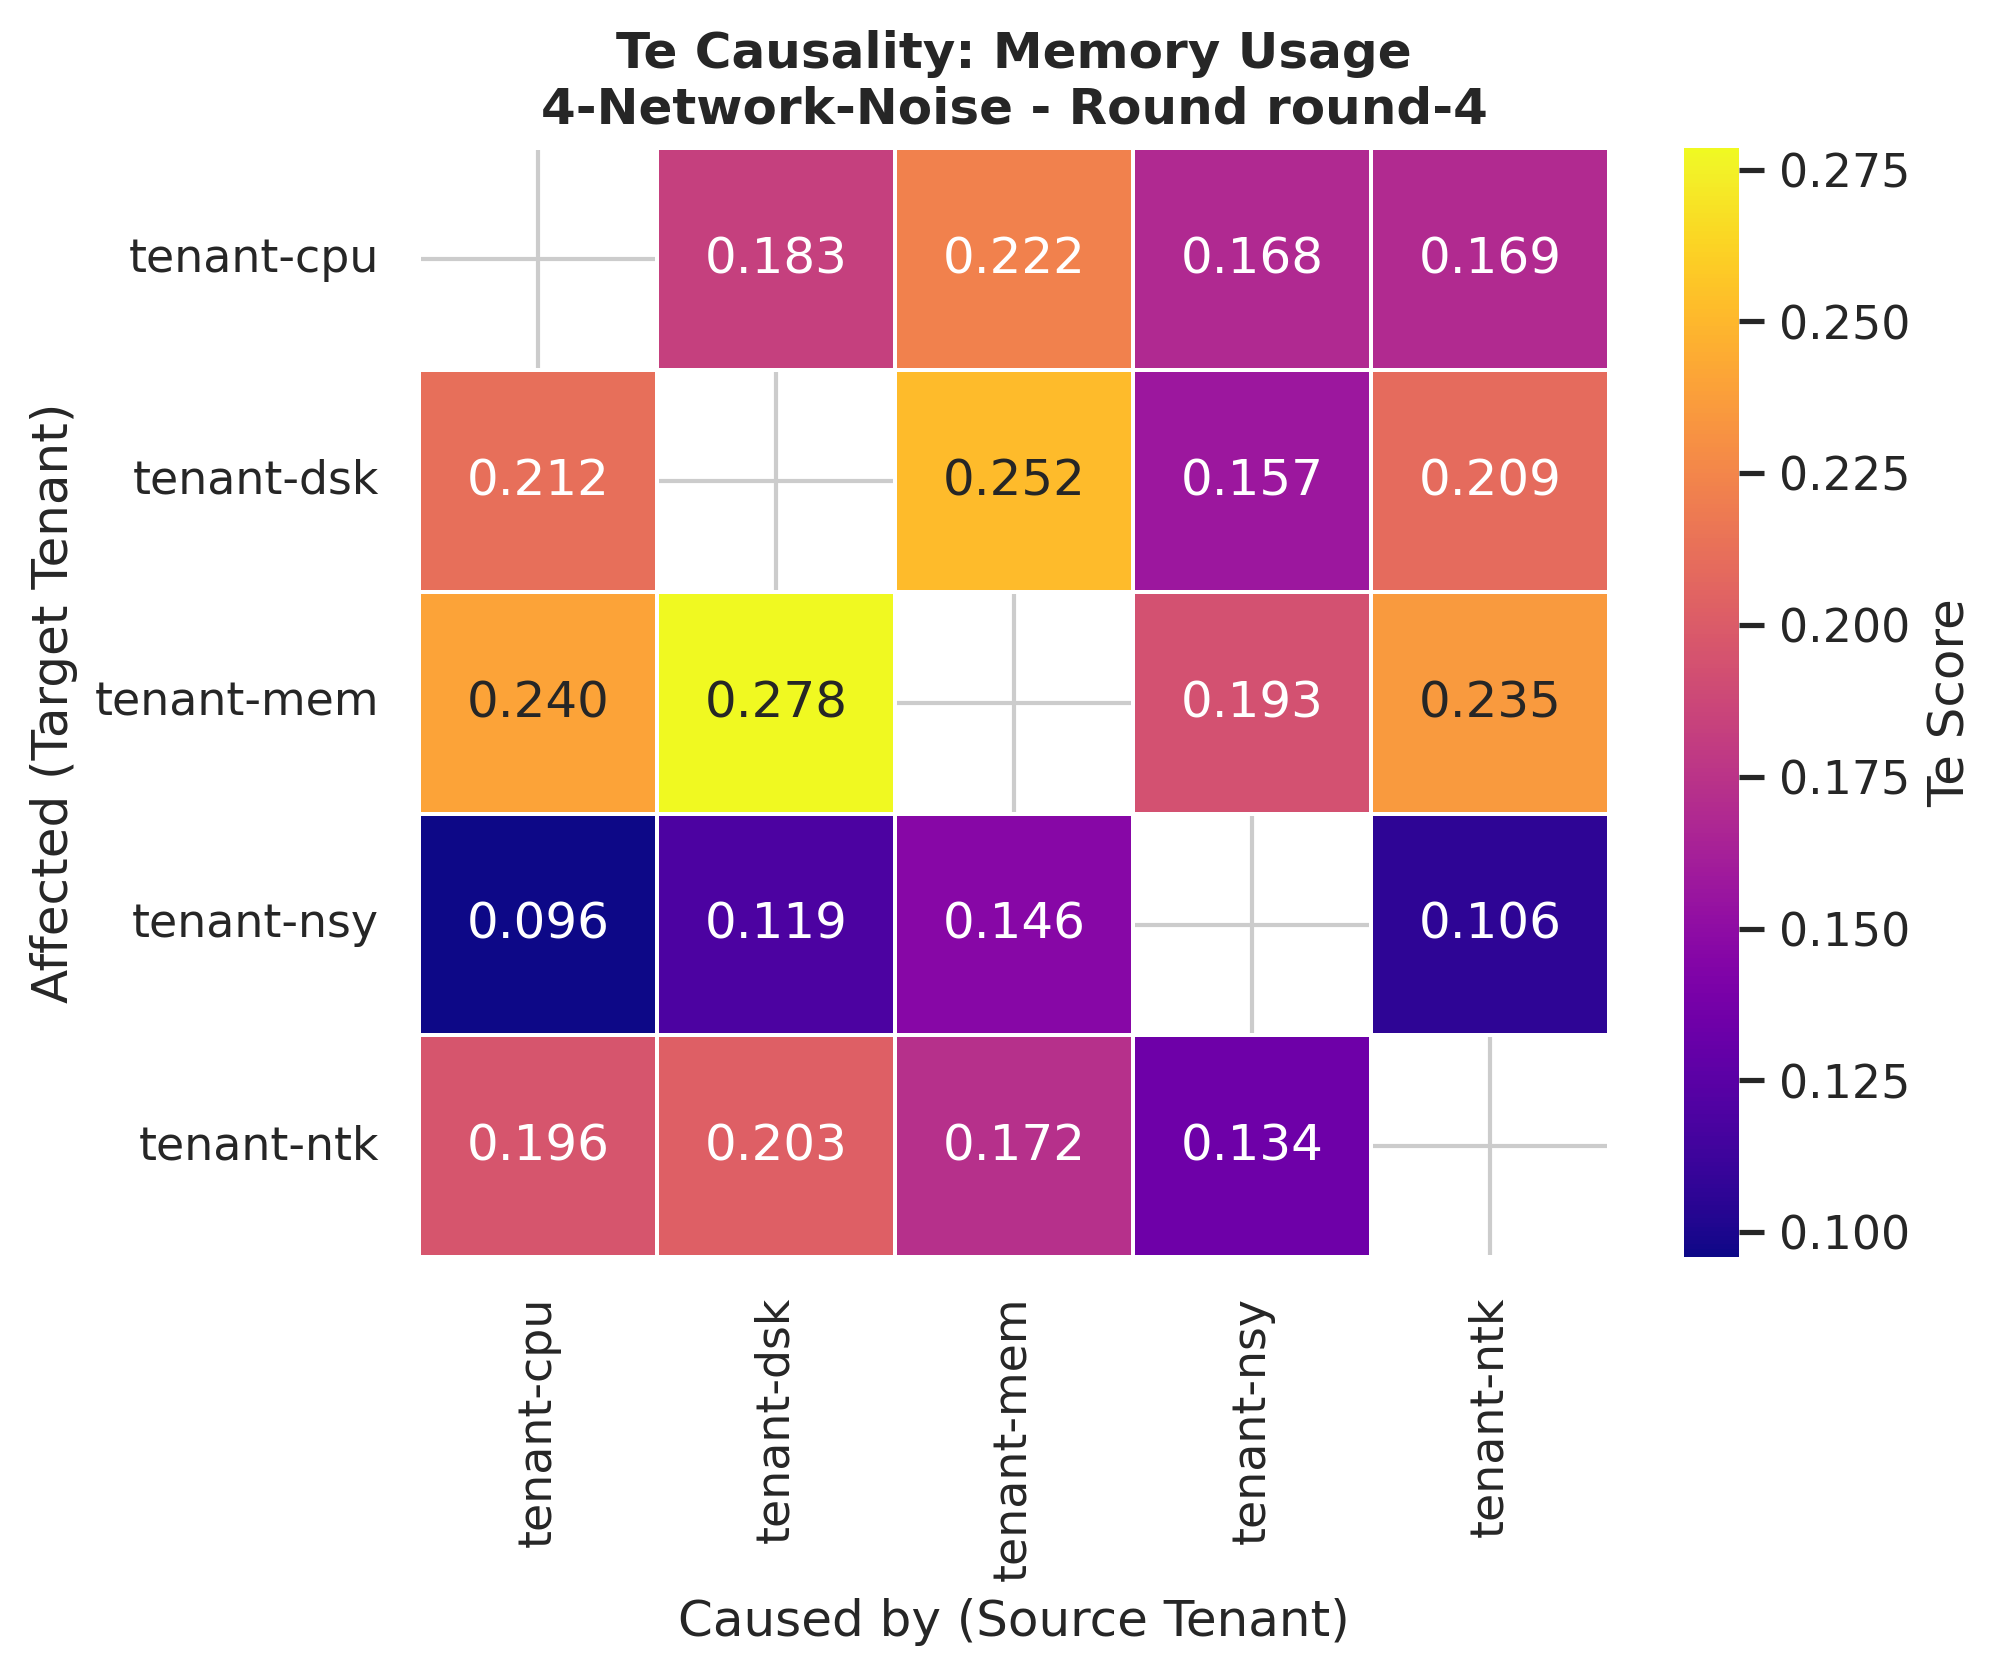 Te Causality: Memory Usage
4-Network-Noise - Round round-4
Affected (Target Tenant)
tenant-cpu 0.183 0.222 0.168 0.169
tenant-dsk 0.212 0.252 0.157 0.209
tenant-mem 0.240 0.278 0.193 0.235
tenant-nsy 0.096 0.119 0.146 0.106
tenant-ntk 0.196 0.203 0.172 0.134
tenant-cpu
tenant-dsk
tenant-mem
tenant-nsy
tenant-ntk
Caused by (Source Tenant)
0.275
0.250
0.225
0.200
0.175
0.150
0.125
0.100
Te Score